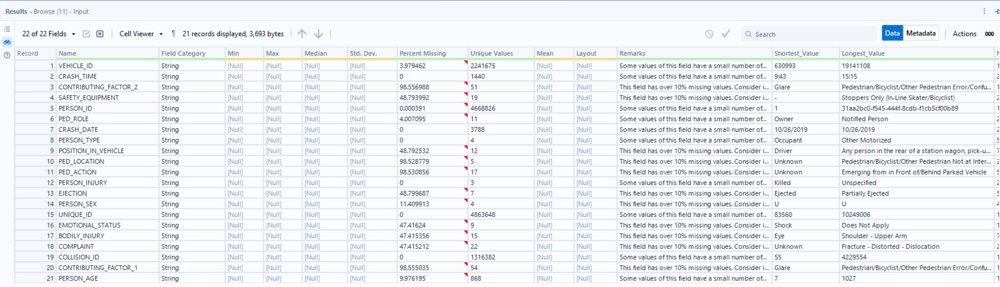 Results - Browse (11) - Input
22 of 22 Fields Cell Viewer ¶ 21 records displayed, 3,693 bytes Search Data Metadata Actions 000
Record Name Field Category Min Max Median Std. Dev. Percent Missing Unique Values Mean Layout Remarks Shortest_Value Longest_Value
1 VEHICLE_ID String [Null] [Null] [Null] [Null] 3.979462 2241675 [Null] [Null] Some values of this field have a small number of... 630993 19141108 1
2 CRASH_TIME String [Null] [Null] [Null] [Null] 0 1440 [Null] [Null] Some values of this field have a small number of... 9:43 15:15 2
3 CONTRIBUTING_FACTOR_2 String [Null] [Null] [Null] [Null] 98.556988 51 [Null] [Null] This field has over 10% missing values. Consider i... Glare Pedestrian/Bicyclist/Other Pedestrian Error/Confu... 1
4 SAFETY_EQUIPMENT String [Null] [Null] [Null] [Null] 48.793992 19 [Null] [Null] This field has over 10% missing values. Consider i... - Stoppers Only (In-Line Skater/Bicyclist) 2
5 PERSON_ID String [Null] [Null] [Null] [Null] 0.000391 4668826 [Null] [Null] Some values of this field have a small number of... 1 31aa2bc0-f545-444f-8cdb-f1cb5cf00b89 1
6 PED_ROLE String [Null] [Null] [Null] [Null] 4.007095 11 [Null] [Null] Some values of this field have a small number of... Owner Notified Person 2
7 CRASH_DATE String [Null] [Null] [Null] [Null] 0 3788 [Null] [Null] Some values of this field have a small number of... 10/26/2019 10/26/2019 2
8 PERSON_TYPE String [Null] [Null] [Null] [Null] 0 4 [Null] [Null] Some values of this field have a small number of... Occupant Other Motorized 5
9 POSITION_IN_VEHICLE String [Null] [Null] [Null] [Null] 48.792532 12 [Null] [Null] This field has over 10% missing values. Consider i... Driver Any person in the rear of a station wagon, pick-u... 7
10 PED_LOCATION String [Null] [Null] [Null] [Null] 98.528779 5 [Null] [Null] This field has over 10% missing values. Consider i... Unknown Pedestrian/Bicyclist/Other Pedestrian Not at Inter... 2
11 PED_ACTION String [Null] [Null] [Null] [Null] 98.530856 17 [Null] [Null] This field has over 10% missing values. Consider i... Unknown Emerging from in Front of/Behind Parked Vehicle 5
12 PERSON_INJURY String [Null] [Null] [Null] [Null] 0 3 [Null] [Null] Some values of this field have a small number of... Killed Unspecified 2
13 EJECTION String [Null] [Null] [Null] [Null] 48.799687 7 [Null] [Null] This field has over 10% missing values. Consider i... Ejected Partially Ejected 5
14 PERSON_SEX String [Null] [Null] [Null] [Null] 11.409913 4 [Null] [Null] This field has over 10% missing values. Consider i... U U 4
15 UNIQUE_ID String [Null] [Null] [Null] [Null] 0 4863648 [Null] [Null] Some values of this field have a small number of... 83560 10249006 1
16 EMOTIONAL_STATUS String [Null] [Null] [Null] [Null] 47.41624 9 [Null] [Null] This field has over 10% missing values. Consider i... Shock Does Not Apply 1
17 BODILY_INJURY String [Null] [Null] [Null] [Null] 47.415356 15 [Null] [Null] This field has over 10% missing values. Consider i... Eye Shoulder - Upper Arm 7
18 COMPLAINT String [Null] [Null] [Null] [Null] 47.415212 22 [Null] [Null] This field has over 10% missing values. Consider i... Unknown Fracture - Distorted - Dislocation 2
19 COLLISION_ID String [Null] [Null] [Null] [Null] 0 1316382 [Null] [Null] Some values of this field have a small number of... 55 4229554 1
20 CONTRIBUTING_FACTOR_1 String [Null] [Null] [Null] [Null] 98.555035 54 [Null] [Null] This field has over 10% missing values. Consider i... Glare Pedestrian/Bicyclist/Other Pedestrian Error/Confu... 1
21 PERSON_AGE String [Null] [Null] [Null] [Null] 9.976195 868 [Null] [Null] Some values of this field have a small number of... 7 1027 1